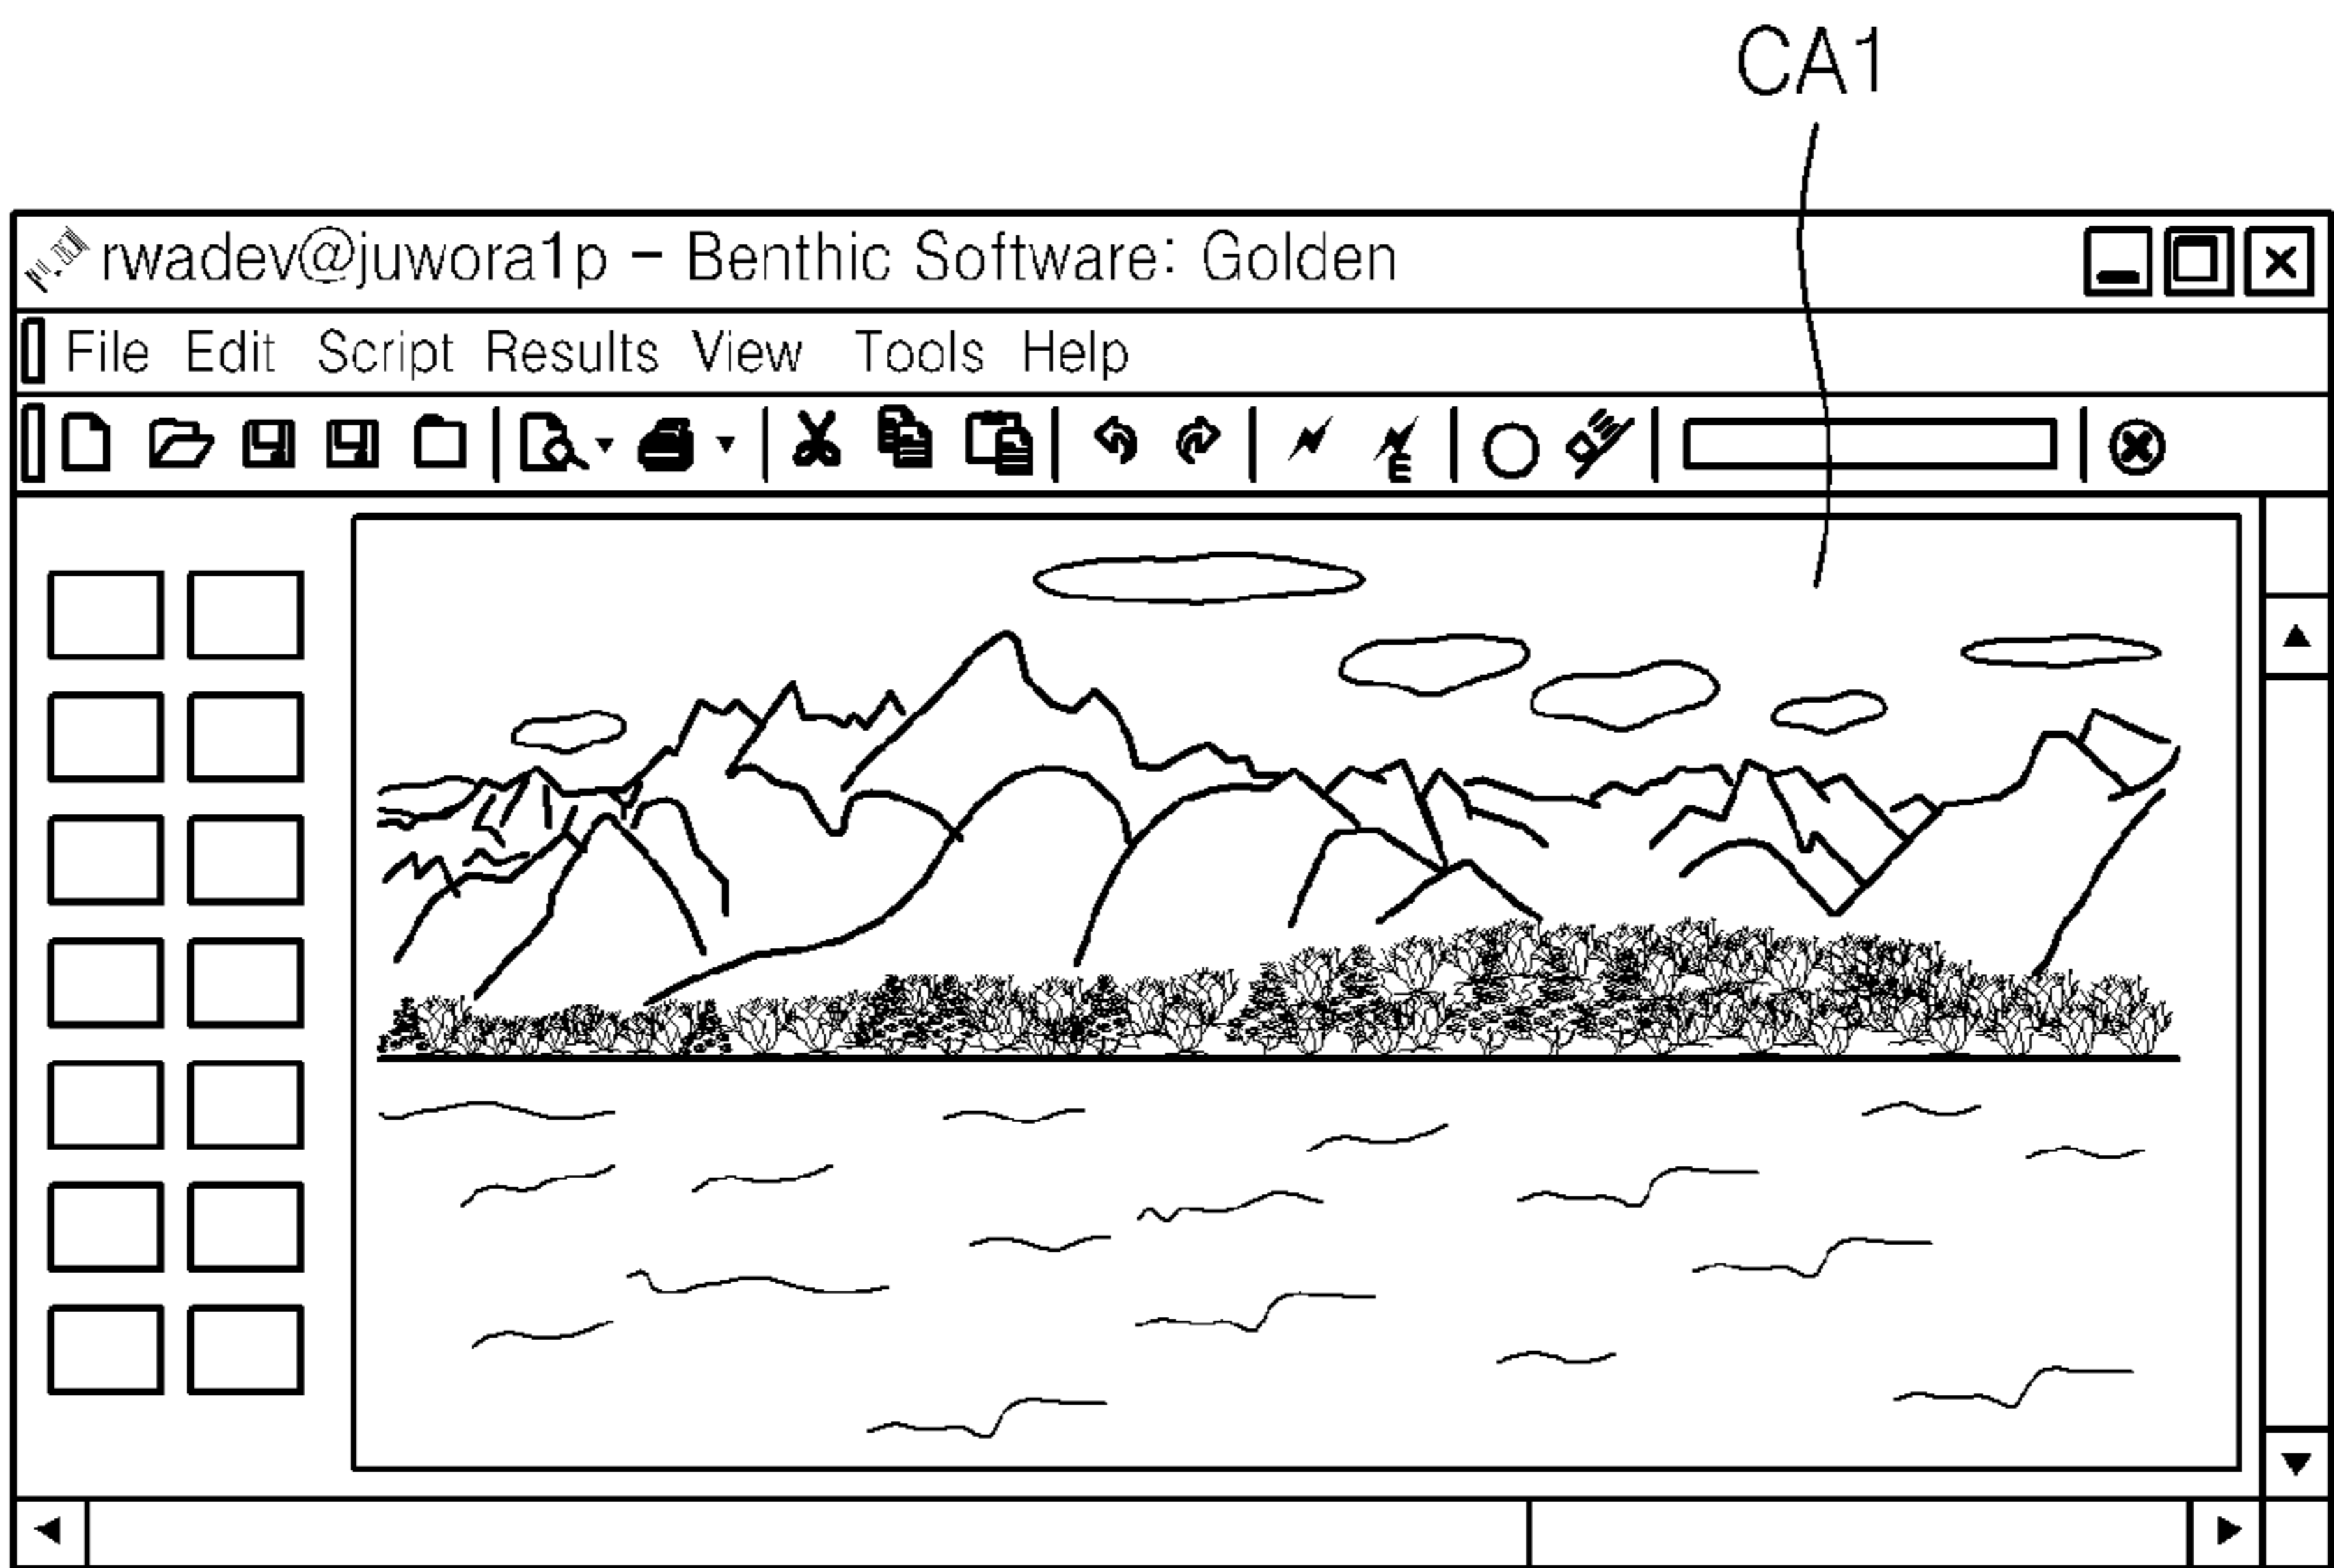 CA1
rwadev@juwora1p - Benthic Software: Golden
File Edit Script Results View Tools Help
E